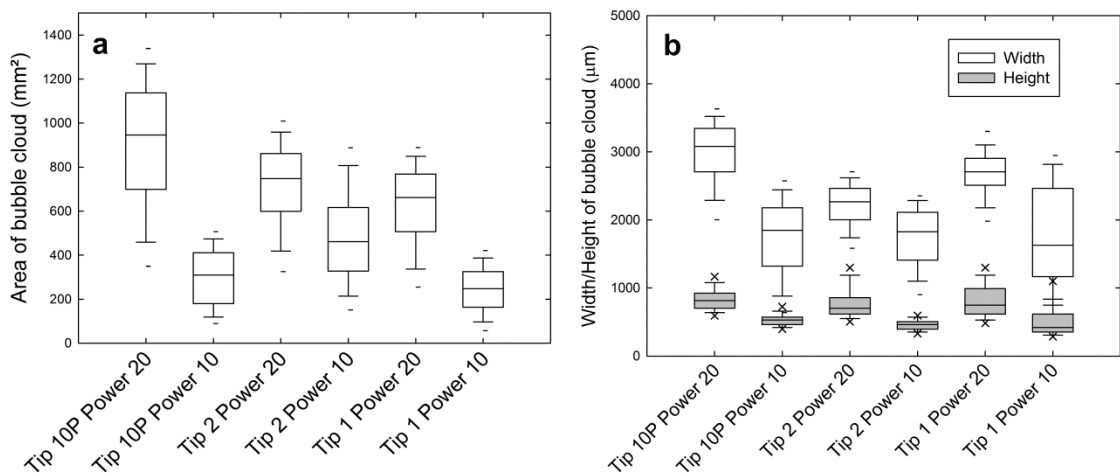 a
Area of bubble cloud (mm²)
1400
1200
1000
800
600
400
200
0
Tip 10P Power 20
Tip 10P Power 10
Tip 2 Power 20
Tip 2 Power 10
Tip 1 Power 20
Tip 1 Power 10
b
Width
Height
Width/Height of bubble cloud (μm)
5000
4000
3000
2000
1000
0
Tip 10P Power 20
Tip 10P Power 10
Tip 2 Power 20
Tip 2 Power 10
Tip 1 Power 20
Tip 1 Power 10